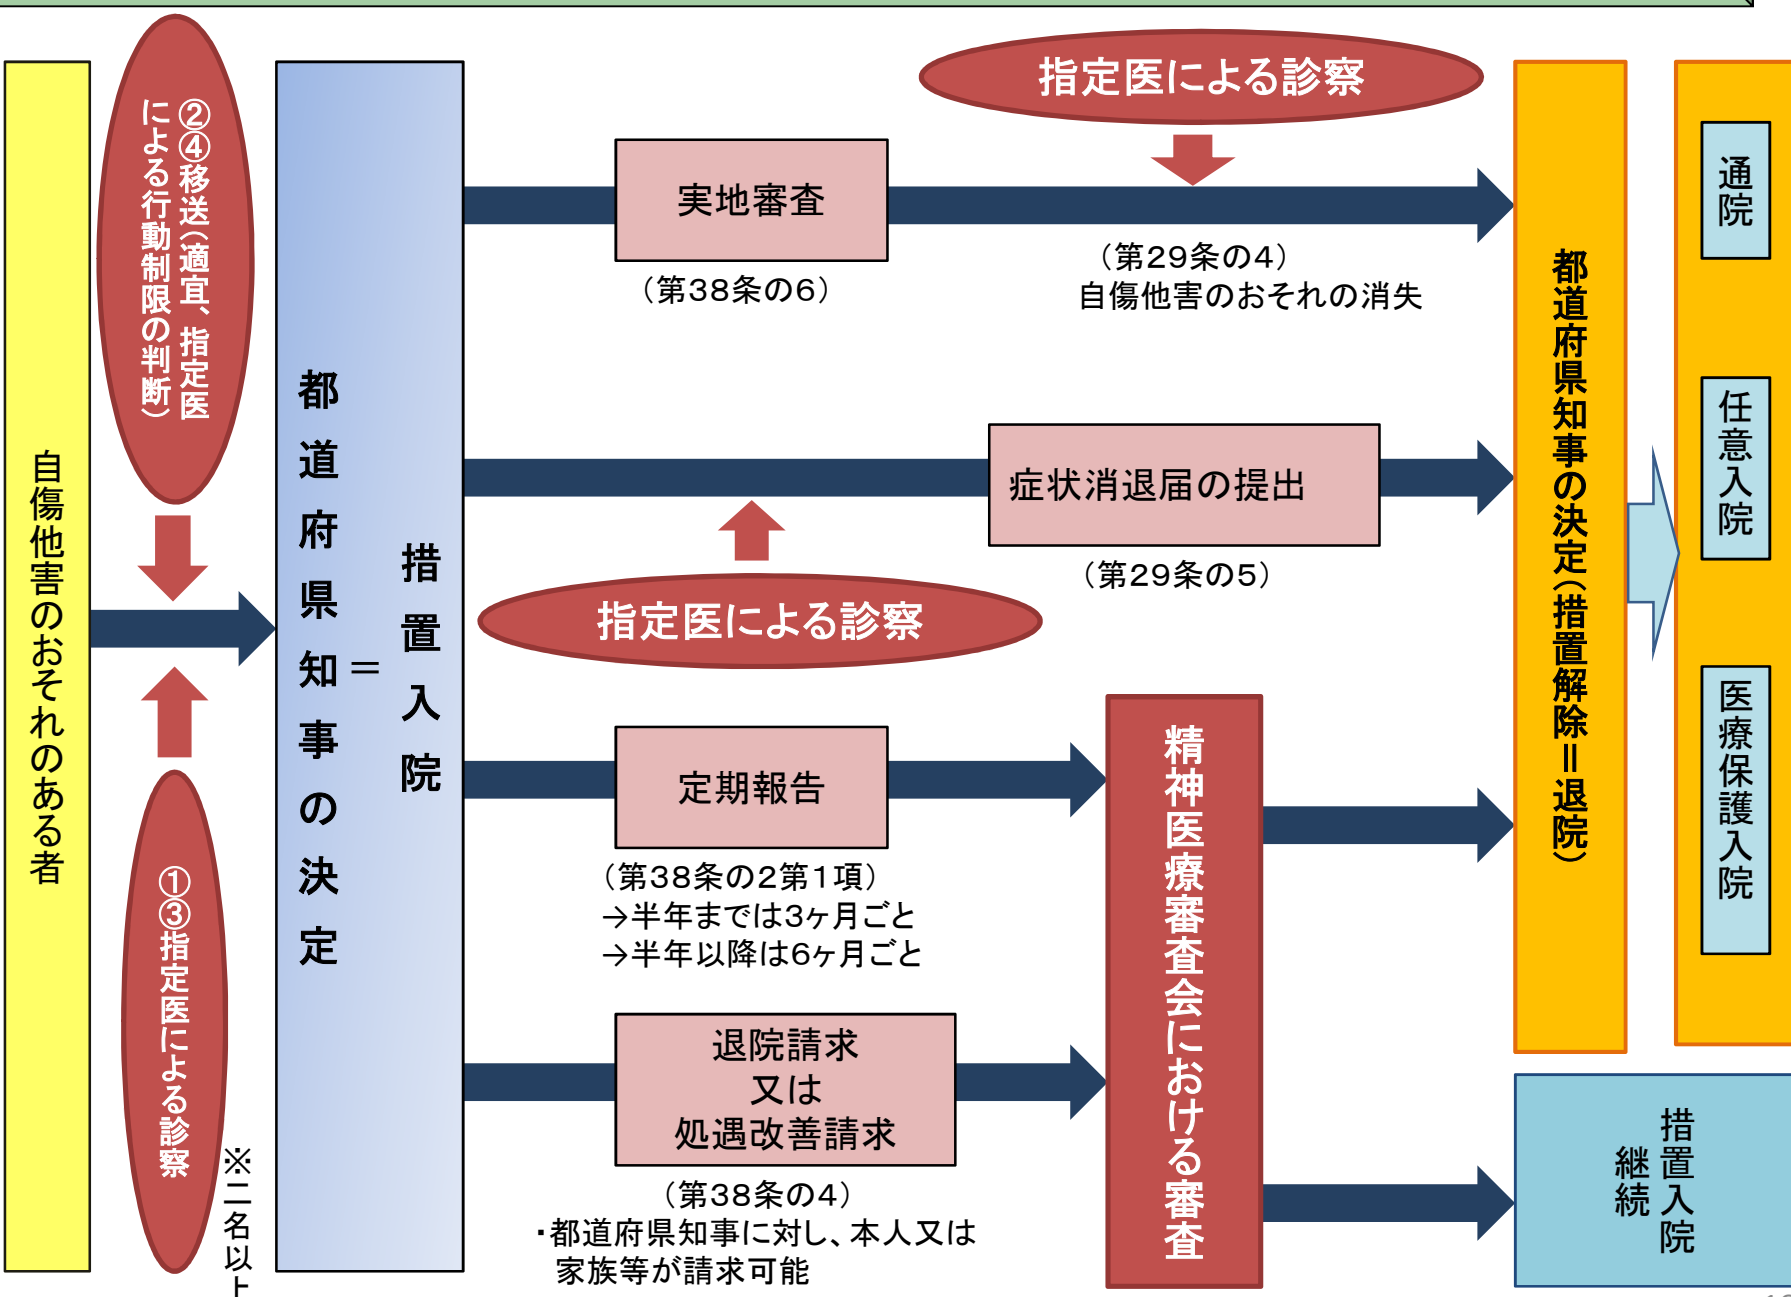 自傷他害のおそれのある者
②④移送(適宜、指定医
による行動制限の判断)
①③指定医による診察
※二名以上
都道府県知事の決定
=
措置入院
実地審査
(第38条の6)
指定医による診察
(第29条の4)
自傷他害のおそれの消失
症状消退届の提出
(第29条の5)
指定医による診察
定期報告
(第38条の2第1項)
→半年までは3ヶ月ごと
→半年以降は6ヶ月ごと
退院請求
又は
処遇改善請求
(第38条の4)
・都道府県知事に対し、本人又は
家族等が請求可能
精神医療審査会における審査
都道府県知事の決定(措置解除=退院)
通院
任意入院
医療保護入院
措置入院
継続